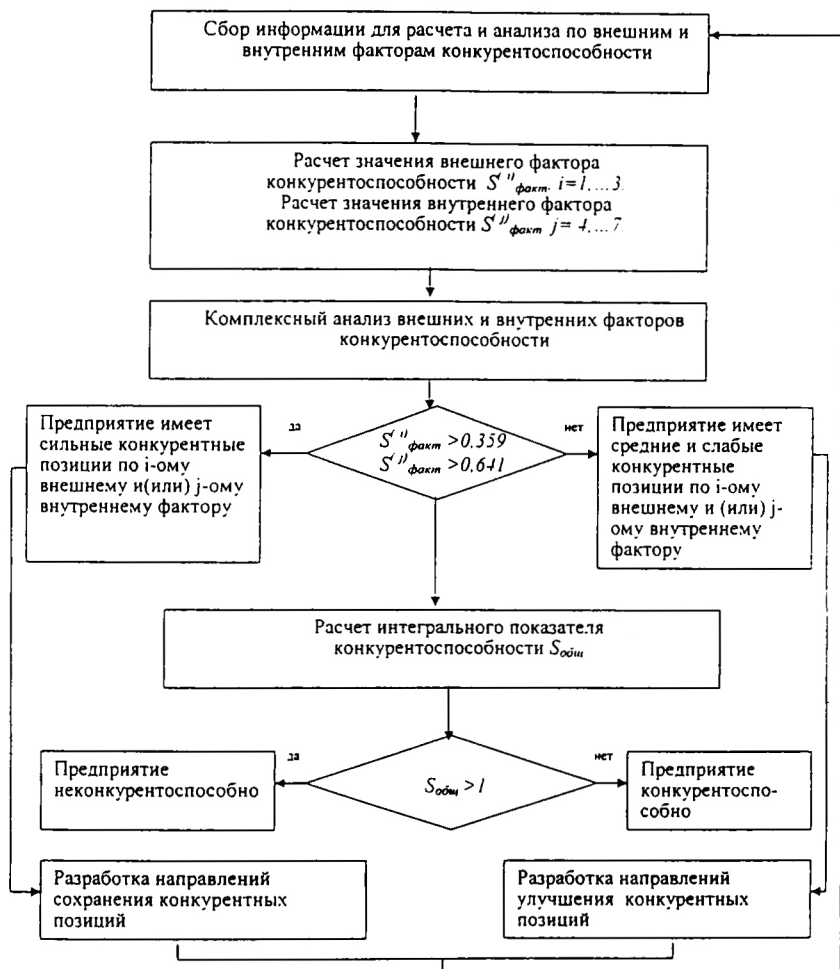 Сбор информации для расчета и анализа по внешним и
внутренним факторам конкурентоспособности
Расчет значения внешнего фактора
конкурентоспособности S⁽ⁱ⁾факт. i=1,...3
Расчет значения внутреннего фактора
конкурентоспособности S⁽ʲ⁾факт j= 4,...7
Комплексный анализ внешних и внутренних факторов
конкурентоспособности
Предприятие имеет
сильные конкурентные
позиции по i-ому
внешнему и(или) j-ому
внутреннему фактору
да
S⁽ⁱ⁾факт >0,359
S⁽ʲ⁾факт >0,641
нет
Предприятие имеет
средние и слабые
конкурентные
позиции по i-ому
внешнему и (или) j-
ому внутреннему
фактору
Расчет интегрального показателя
конкурентоспособности Sобщ
Предприятие
неконкурентоспособно
да
Sобщ >1
нет
Предприятие
конкурентоспо-
собно
Разработка направлений
сохранения конкурентных
позиций
Разработка направлений
улучшения конкурентных
позиций